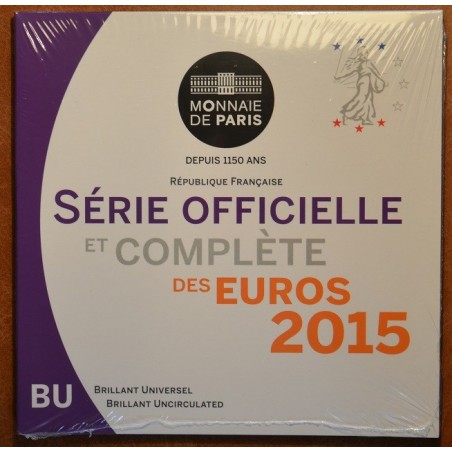 MONNAIE
DE PARIS
DEPUIS 1150 ANS
RÉPUBLIQUE FRANÇAISE
SÉRIE OFFICIELLE
ET COMPLÈTE
DES EUROS
2015
BU
BRILLANT UNIVERSEL
BRILLANT UNCIRCULATED